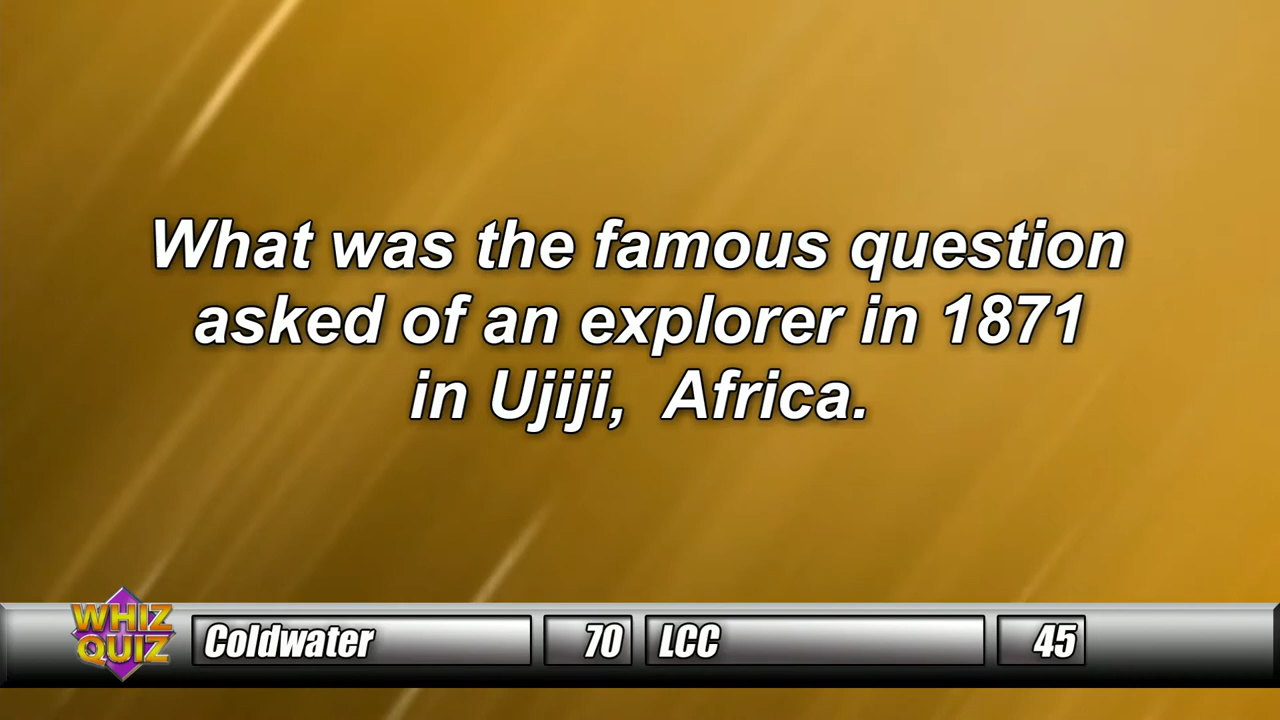 What was the famous question
asked of an explorer in 1871
in Ujiji, Africa.
WHIZ
QUIZ
Coldwater 70 LCC 45